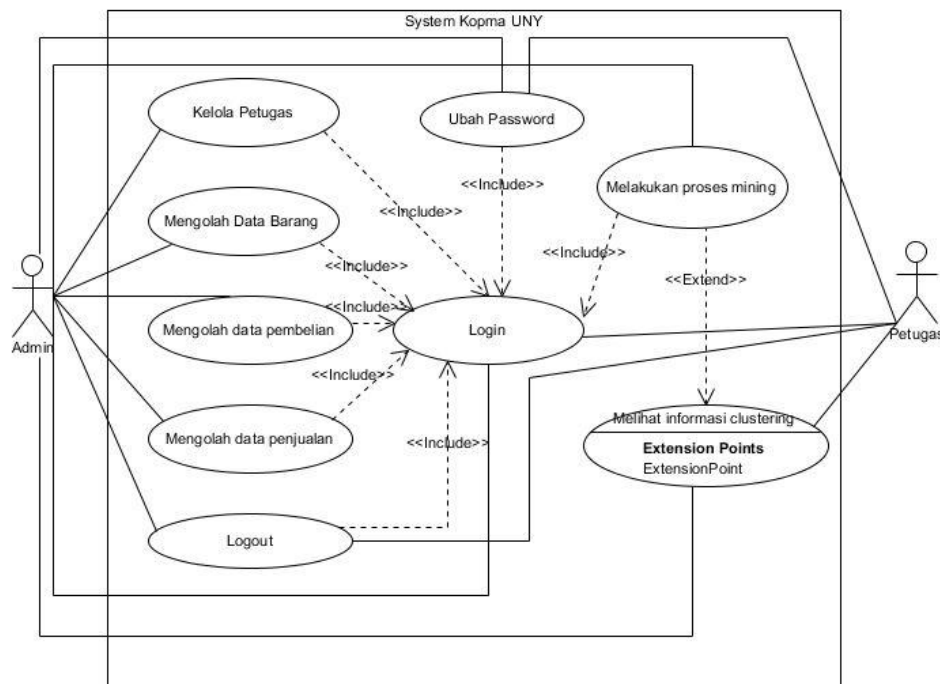 System Kopma UNY
Kelola Petugas
Ubah Password
<<Include>>
Melakukan proses mining
<<Include>>
<<Include>>
Mengolah Data Barang
<<Include>>
<<Extend>>
<<Include>>
Mengolah data pembelian
Login
Admin
Petugas
<<Include>>
Mengolah data penjualan
<<Include>>
Melihat informasi clustering
Extension Points
ExtensionPoint
Logout